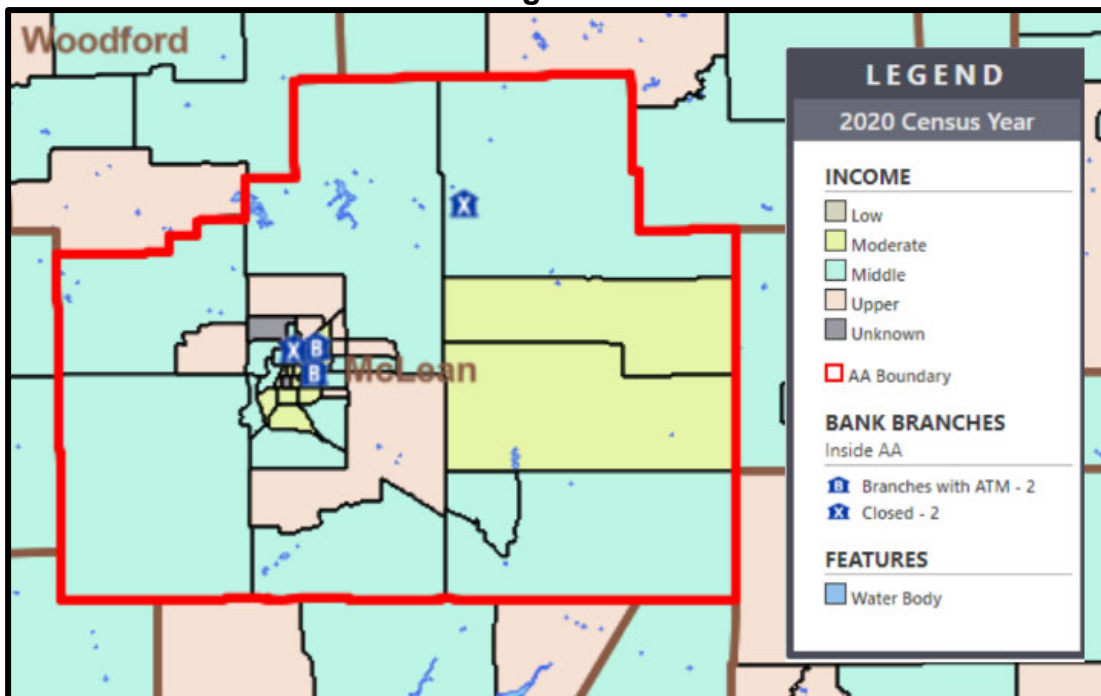 Woodford
McLean
LEGEND
2020 Census Year
INCOME
Low
Moderate
Middle
Upper
Unknown
AA Boundary
BANK BRANCHES
Inside AA
B Branches with ATM - 2
X Closed - 2
FEATURES
Water Body
X
X
B
B